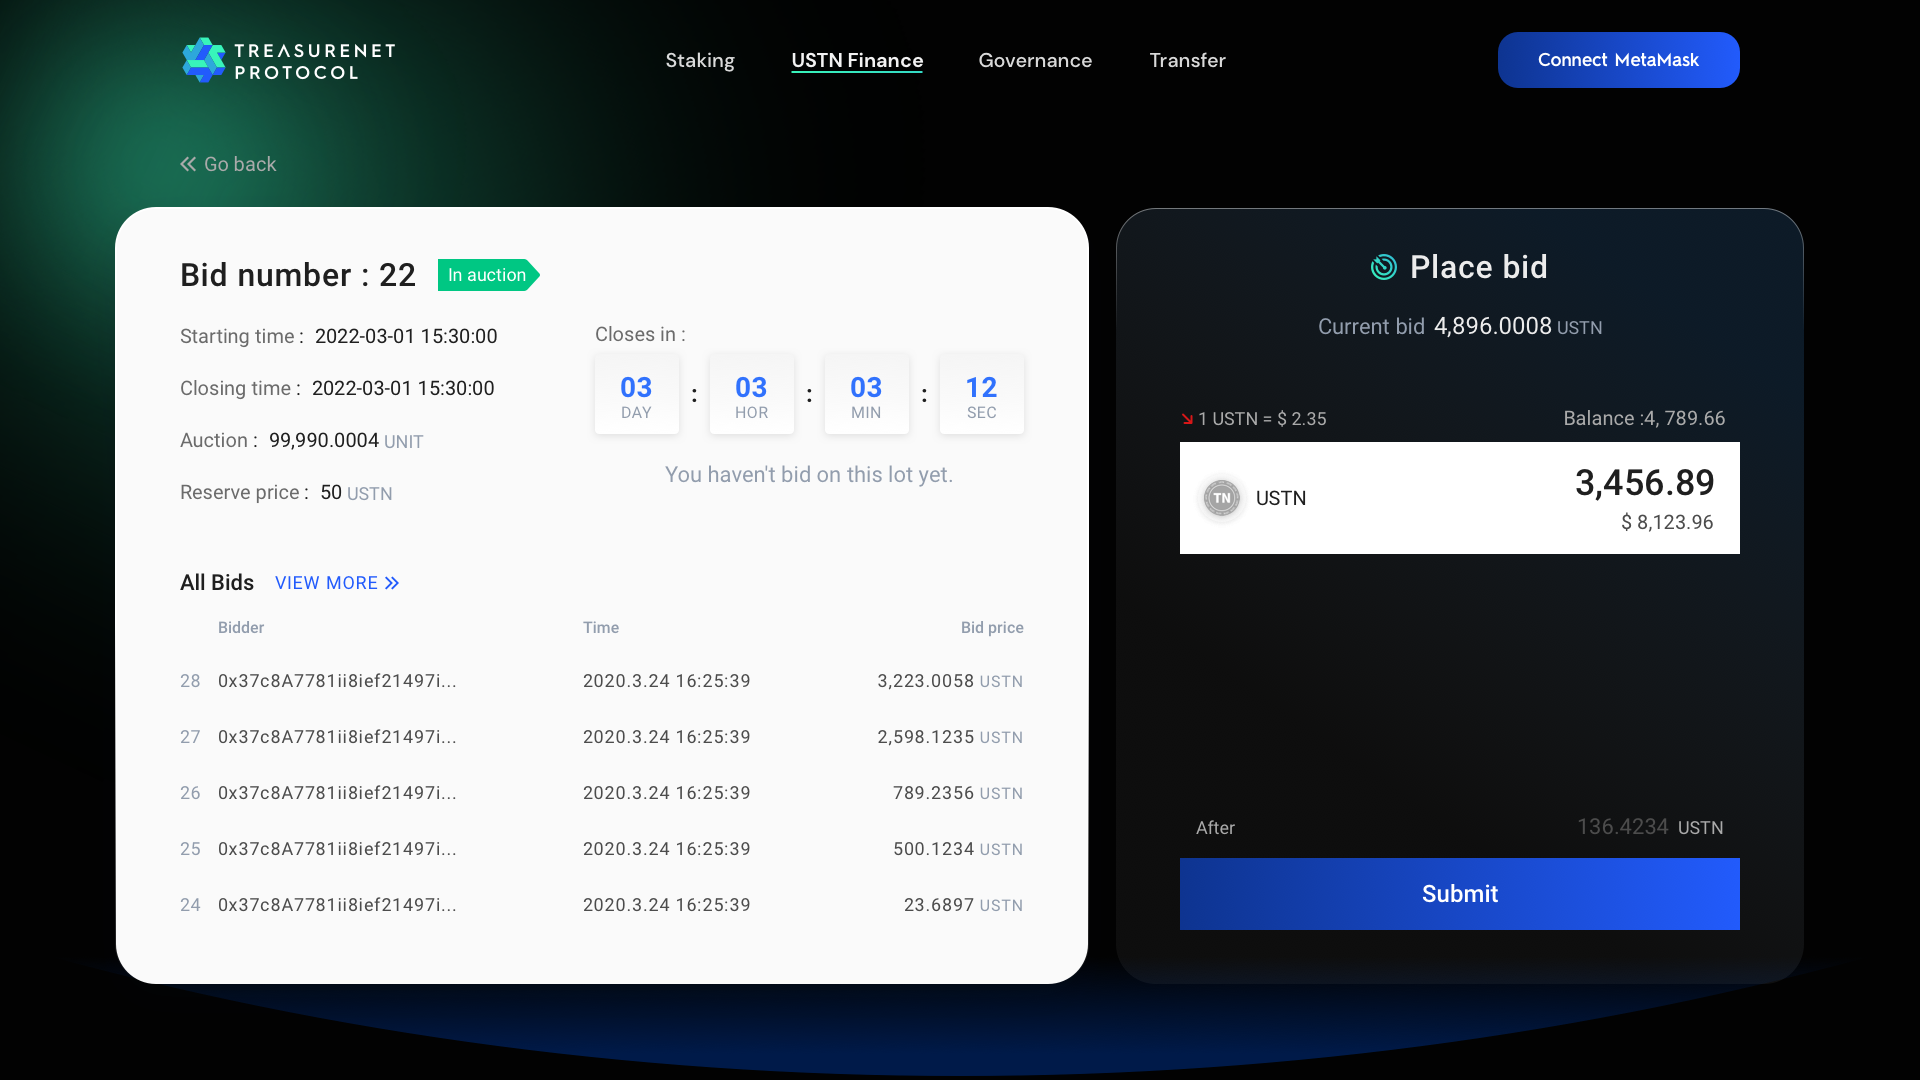 TREASURENET
PROTOCOL
Staking
USTN Finance
Governance
Transfer
Connect MetaMask
Go back
Bid number : 22
In auction
Starting time : 2022-03-01 15:30:00
Closing time : 2022-03-01 15:30:00
Auction : 99,990.0004 UNIT
Reserve price : 50 USTN
Closes in :
03 : 03 : 03 : 12
DAY HOR MIN SEC
You haven't bid on this lot yet.
All Bids VIEW MORE
Bidder Time Bid price
28 0x37c8A7781ii8ief21497i... 2020.3.24 16:25:39 3,223.0058 USTN
27 0x37c8A7781ii8ief21497i... 2020.3.24 16:25:39 2,598.1235 USTN
26 0x37c8A7781ii8ief21497i... 2020.3.24 16:25:39 789.2356 USTN
25 0x37c8A7781ii8ief21497i... 2020.3.24 16:25:39 500.1234 USTN
24 0x37c8A7781ii8ief21497i... 2020.3.24 16:25:39 23.6897 USTN
Place bid
Current bid 4,896.0008 USTN
1 USTN = $ 2.35
Balance :4, 789.66
TN USTN
3,456.89
$ 8,123.96
After 136.4234 USTN
Submit